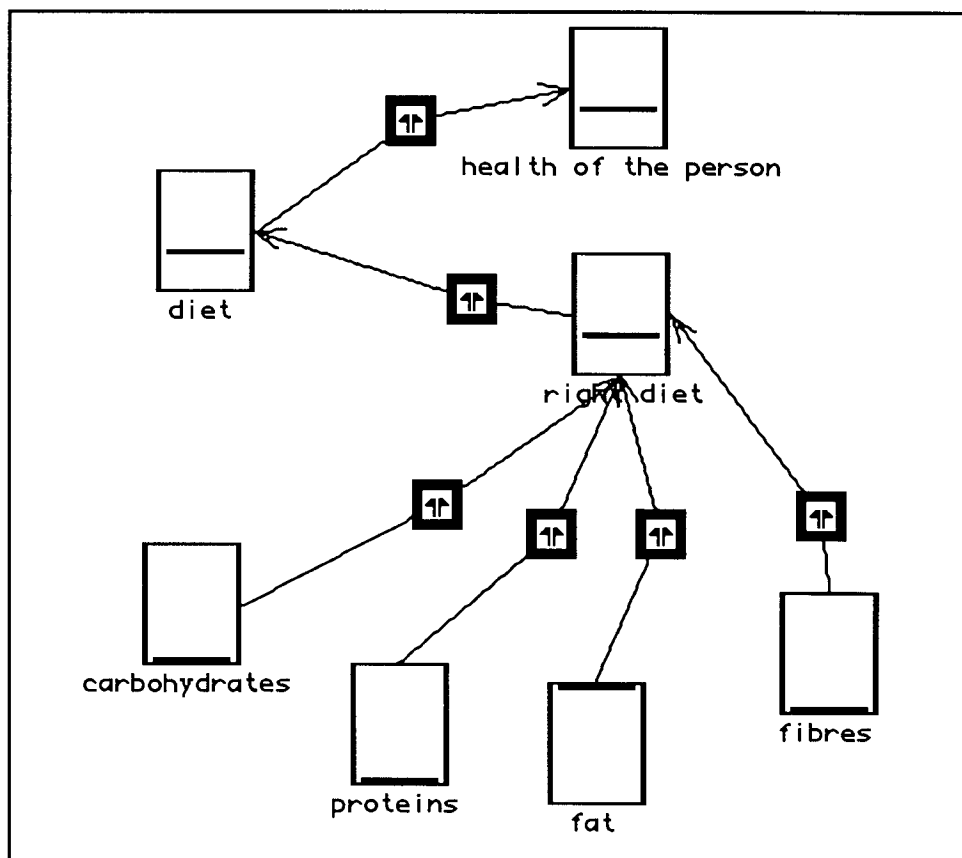 health of the person
diet
right diet
carbohydrates
fibres
proteins
fat